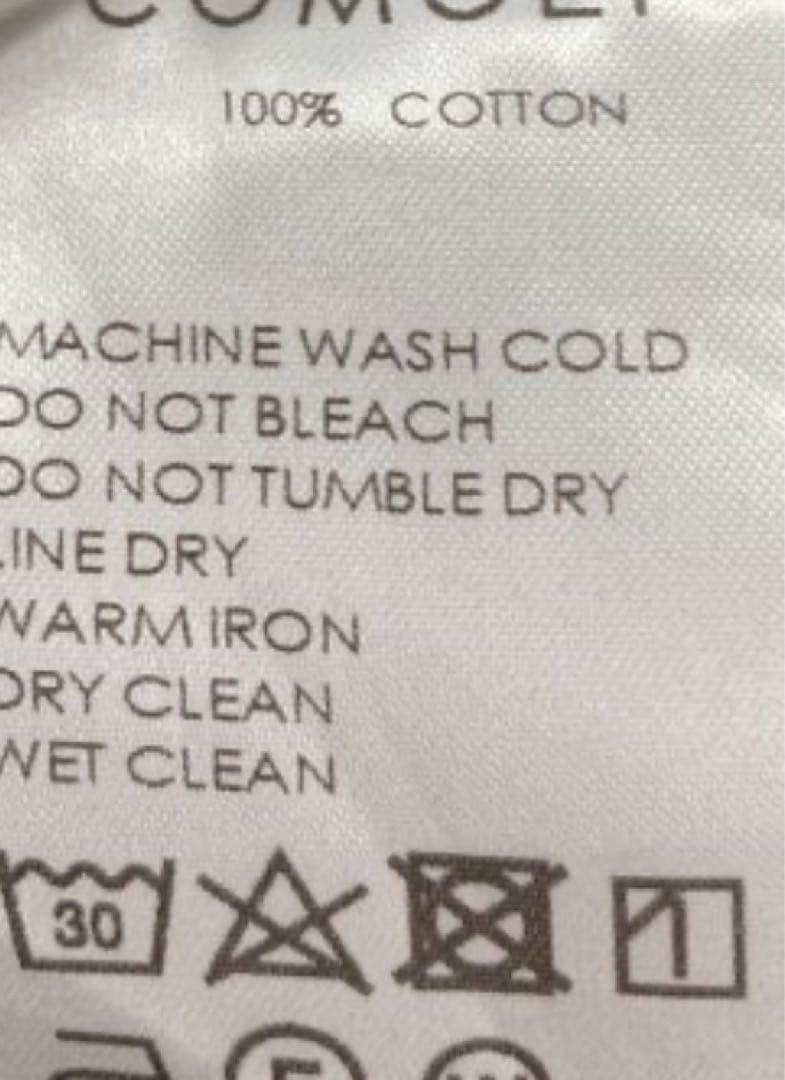 100% COTTON
MACHINE WASH COLD
DO NOT BLEACH
DO NOT TUMBLE DRY
LINE DRY
WARM IRON
DRY CLEAN
WET CLEAN
30